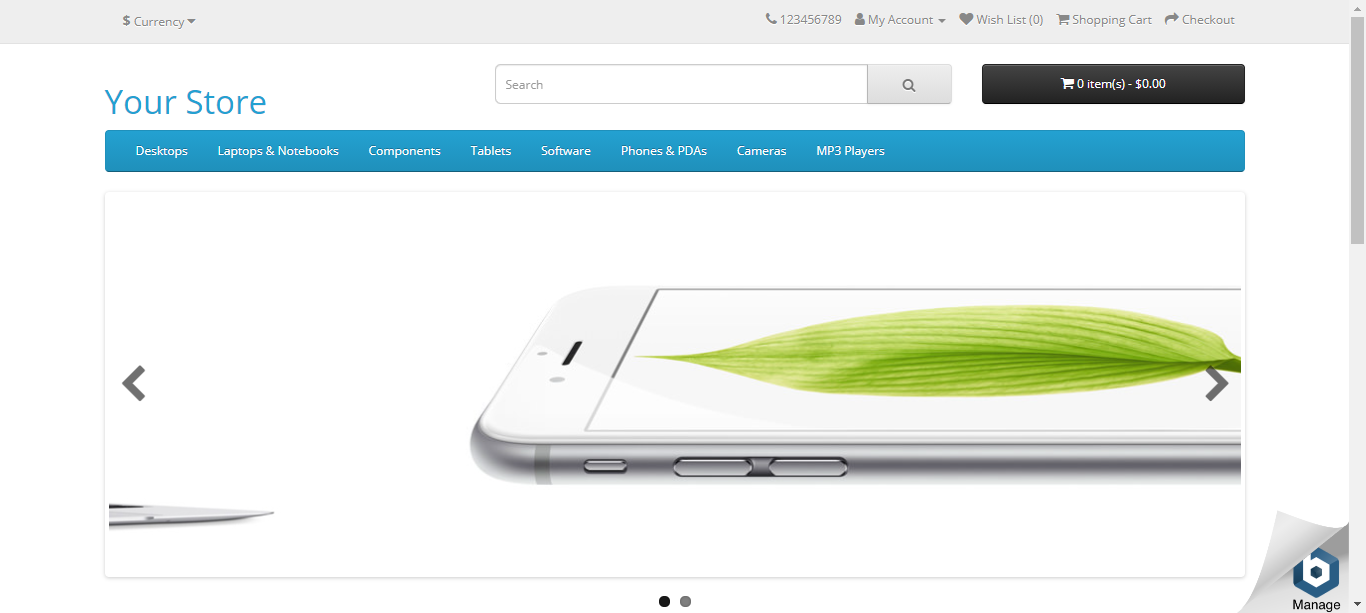 $ Currency
123456789 My Account Wish List (0) Shopping Cart Checkout
Your Store
Search
0 item(s) - $0.00
Desktops Laptops & Notebooks Components Tablets Software Phones & PDAs Cameras MP3 Players
b
Manage